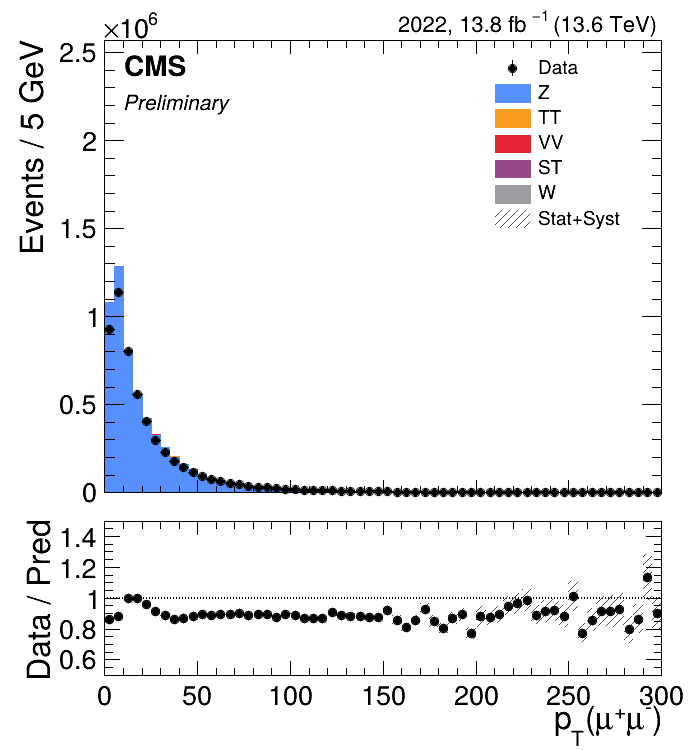 ×10⁶
2022, 13.8 fb⁻¹ (13.6 TeV)
CMS
Preliminary
Data
Z
TT
VV
ST
W
Stat+Syst
Events / 5 GeV
2.5
2
1.5
1
0.5
0
Data / Pred
1.4
1.2
1
0.8
0.6
0 50 100 150 200 250 300
p_T(μ⁺μ⁻)